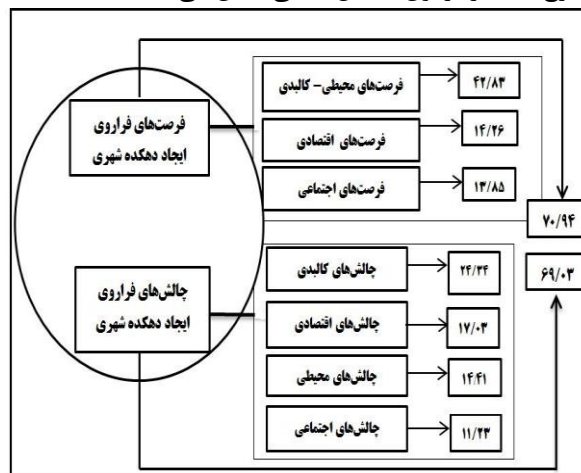 فرصت‌های فراروی
ایجاد دهکده شهری
فرصت‌های محیطی- کالبدی
۴۲/۸۳
فرصت‌های اقتصادی
۱۴/۲۶
فرصت‌های اجتماعی
۱۳/۸۵
۷۰/۹۴
چالش‌های فراروی
ایجاد دهکده شهری
چالش‌های کالبدی
۲۴/۳۴
چالش‌های اقتصادی
۱۷/۰۳
چالش‌های محیطی
۱۴/۴۱
چالش‌های اجتماعی
۱۱/۲۳
۶۹/۰۳